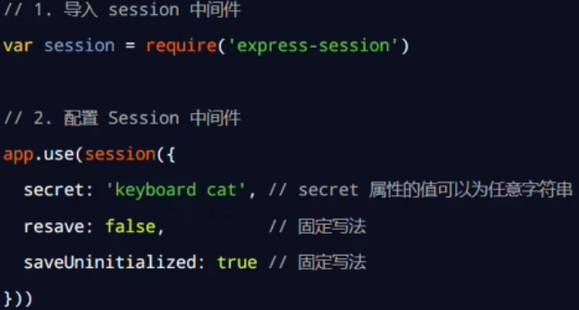 // 1. 导入 session 中间件
var session = require('express-session')
// 2. 配置 Session 中间件
app.use(session({
  secret: 'keyboard cat', // secret 属性的值可以为任意字符串
  resave: false,          // 固定写法
  saveUninitialized: true // 固定写法
}))